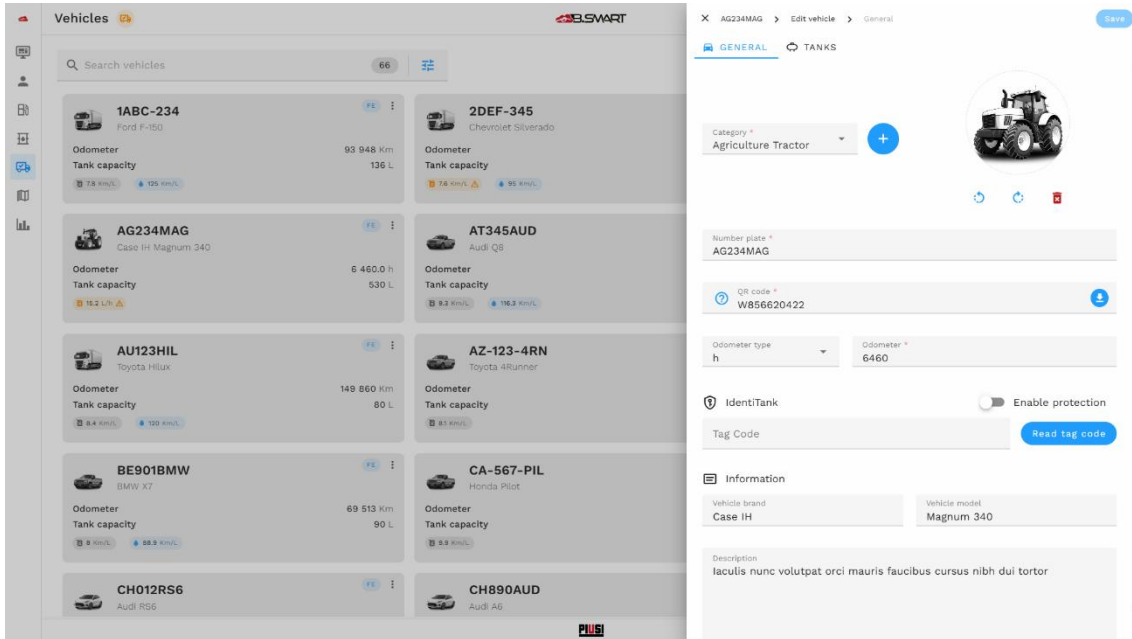 Vehicles
B.SMART
Search vehicles 66
1ABC-234
Ford F-150
FE
Odometer 93 948 Km
Tank capacity 136 L
7.8 Km/L 125 Km/L
2DEF-345
Chevrolet Silverado
Odometer
Tank capacity
7.6 Km/L 95 Km/L
AG234MAG
Case IH Magnum 340
FE
Odometer 6 460.0 h
Tank capacity 530 L
15.2 L/h
AT345AUD
Audi Q8
Odometer
Tank capacity
9.3 Km/L 116.3 Km/L
AU123HIL
Toyota Hilux
FE
Odometer 149 860 Km
Tank capacity 80 L
8.4 Km/L 120 Km/L
AZ-123-4RN
Toyota 4Runner
Odometer
Tank capacity
9.1 Km/L
BE901BMW
BMW X7
FE
Odometer 69 513 Km
Tank capacity 90 L
9 Km/L 58.9 Km/L
CA-567-PIL
Honda Pilot
Odometer
Tank capacity
9.9 Km/L
CH012RS6
Audi RS6
FE
CH890AUD
Audi A6
PIUSI
AG234MAG > Edit vehicle > General
Save
GENERAL TANKS
Category *
Agriculture Tractor
Number plate *
AG234MAG
QR code *
W856620422
Odometer type
h
Odometer *
6460
IdentiTank Enable protection
Tag Code Read tag code
Information
Vehicle brand
Case IH
Vehicle model
Magnum 340
Description
Iaculis nunc volutpat orci mauris faucibus cursus nibh dui tortor